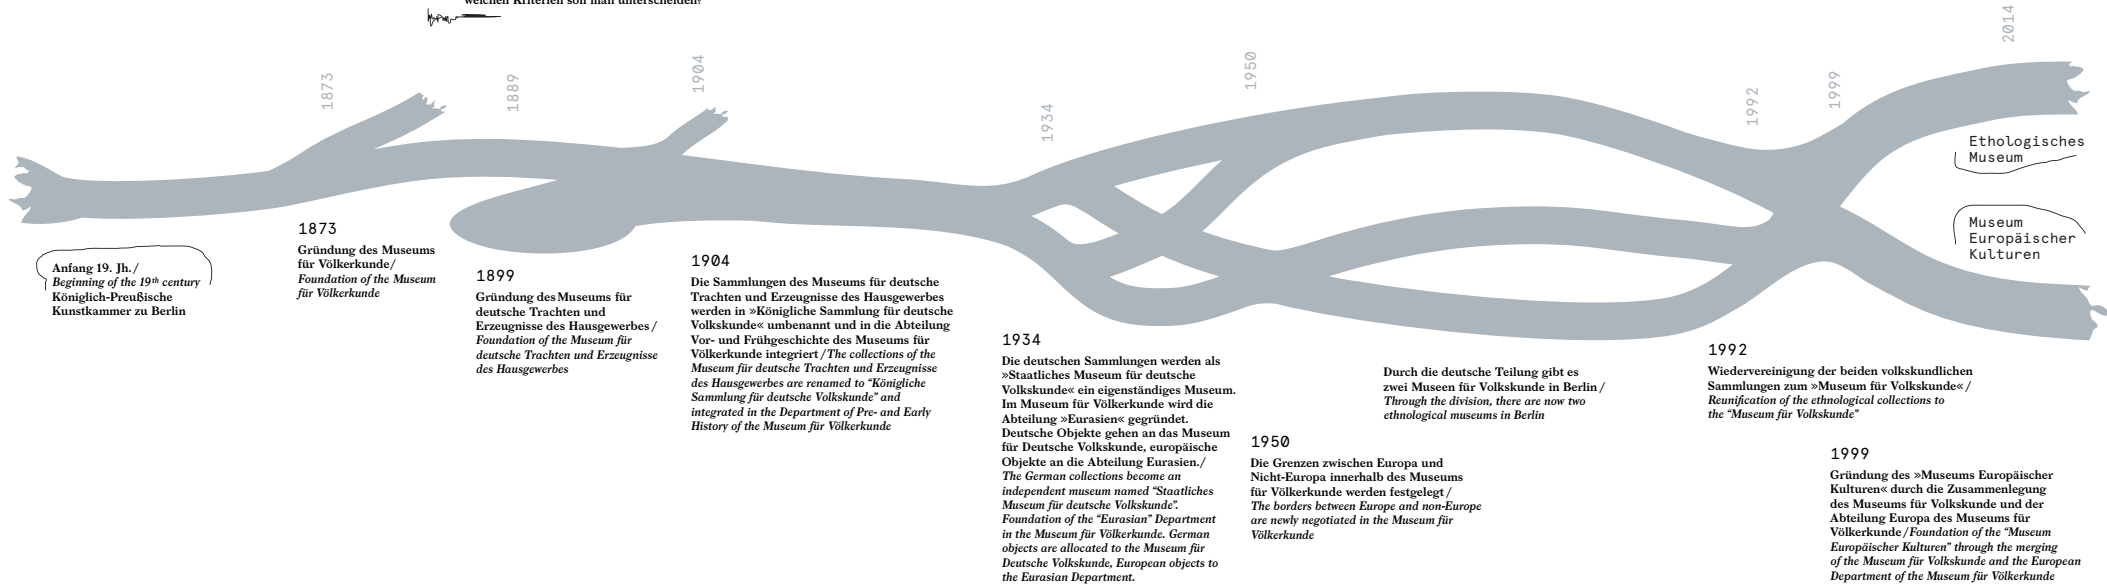 welchen Kriterien soll man unterscheiden?
1873
1889
1904
1934
1950
1992
1999
2014
Ethologisches
Museum
Museum
Europäischer
Kulturen
Anfang 19. Jh./
Beginning of the 19th century
Königlich-Preußische
Kunstkammer zu Berlin
1873
Gründung des Museums
für Völkerkunde/
Foundation of the Museum
für Völkerkunde
1899
Gründung des Museums für
deutsche Trachten und
Erzeugnisse des Hausgewerbes/
Foundation of the Museum für
deutsche Trachten und Erzeugnisse
des Hausgewerbes
1904
Die Sammlungen des Museums für deutsche
Trachten und Erzeugnisse des Hausgewerbes
werden in »Königliche Sammlung für deutsche
Volkskunde« umbenannt und in die Abteilung
Vor- und Frühgeschichte des Museums für
Völkerkunde integriert/The collections of the
Museum für deutsche Trachten und Erzeugnisse
des Hausgewerbes are renamed to “Königliche
Sammlung für deutsche Volkskunde” and
integrated in the Department of Pre- and Early
History of the Museum für Völkerkunde
1934
Die deutschen Sammlungen werden als
»Staatliches Museum für deutsche
Volkskunde« ein eigenständiges Museum.
Im Museum für Völkerkunde wird die
Abteilung »Eurasien« gegründet.
Deutsche Objekte gehen an das Museum
für Deutsche Volkskunde, europäische
Objekte an die Abteilung Eurasien./
The German collections become an
independent museum named “Staatliches
Museum für deutsche Volkskunde”.
Foundation of the “Eurasian” Department
in the Museum für Völkerkunde. German
objects are allocated to the Museum für
Deutsche Volkskunde, European objects to
the Eurasian Department.
1950
Die Grenzen zwischen Europa und
Nicht-Europa innerhalb des Museums
für Völkerkunde werden festgelegt/
The borders between Europe and non-Europe
are newly negotiated in the Museum für
Völkerkunde
Durch die deutsche Teilung gibt es
zwei Museen für Volkskunde in Berlin/
Through the division, there are now two
ethnological museums in Berlin
1992
Wiedervereinigung der beiden volkskundlichen
Sammlungen zum »Museum für Volkskunde«/
Reunification of the ethnological collections to
the “Museum für Volkskunde”
1999
Gründung des »Museums Europäischer
Kulturen« durch die Zusammenlegung
des Museums für Volkskunde und der
Abteilung Europa des Museums für
Völkerkunde/Foundation of the “Museum
Europäischer Kulturen” through the merging
of the Museum für Volkskunde and the European
Department of the Museum für Völkerkunde